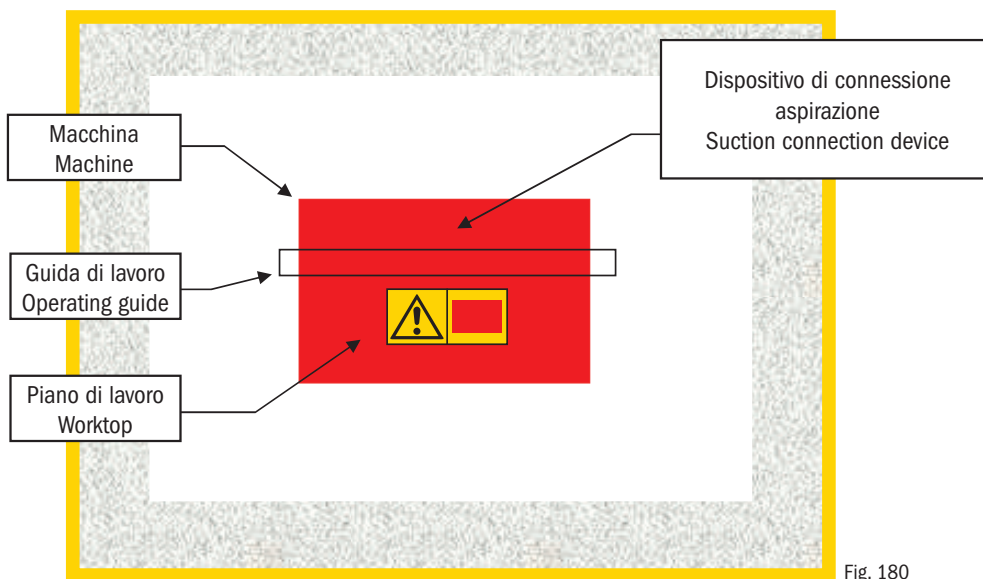 Dispositivo di connessione
aspirazione
Suction connection device
Macchina
Machine
Guida di lavoro
Operating guide
Piano di lavoro
Worktop
Fig. 180